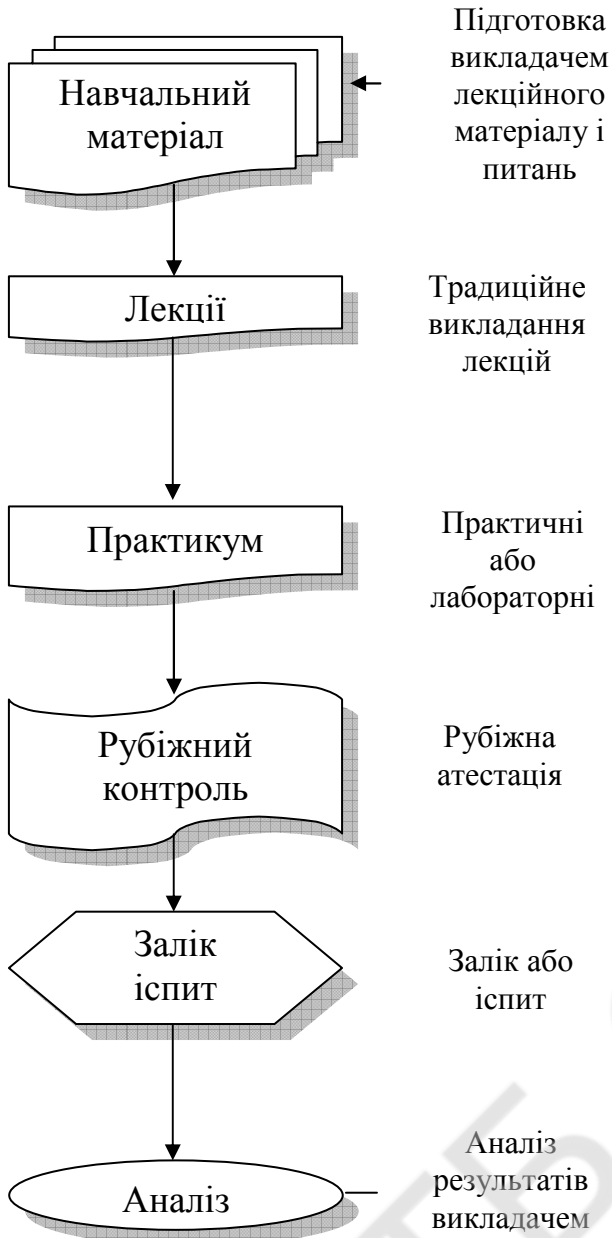 Навчальний
матеріал
Підготовка
викладачем
лекційного
матеріалу і
питань
Лекції
Традиційне
викладання
лекцій
Практикум
Практичні
або
лабораторні
Рубіжний
контроль
Рубіжна
атестація
Залік
іспит
Залік або
іспит
Аналіз
Аналіз
результатів
викладачем